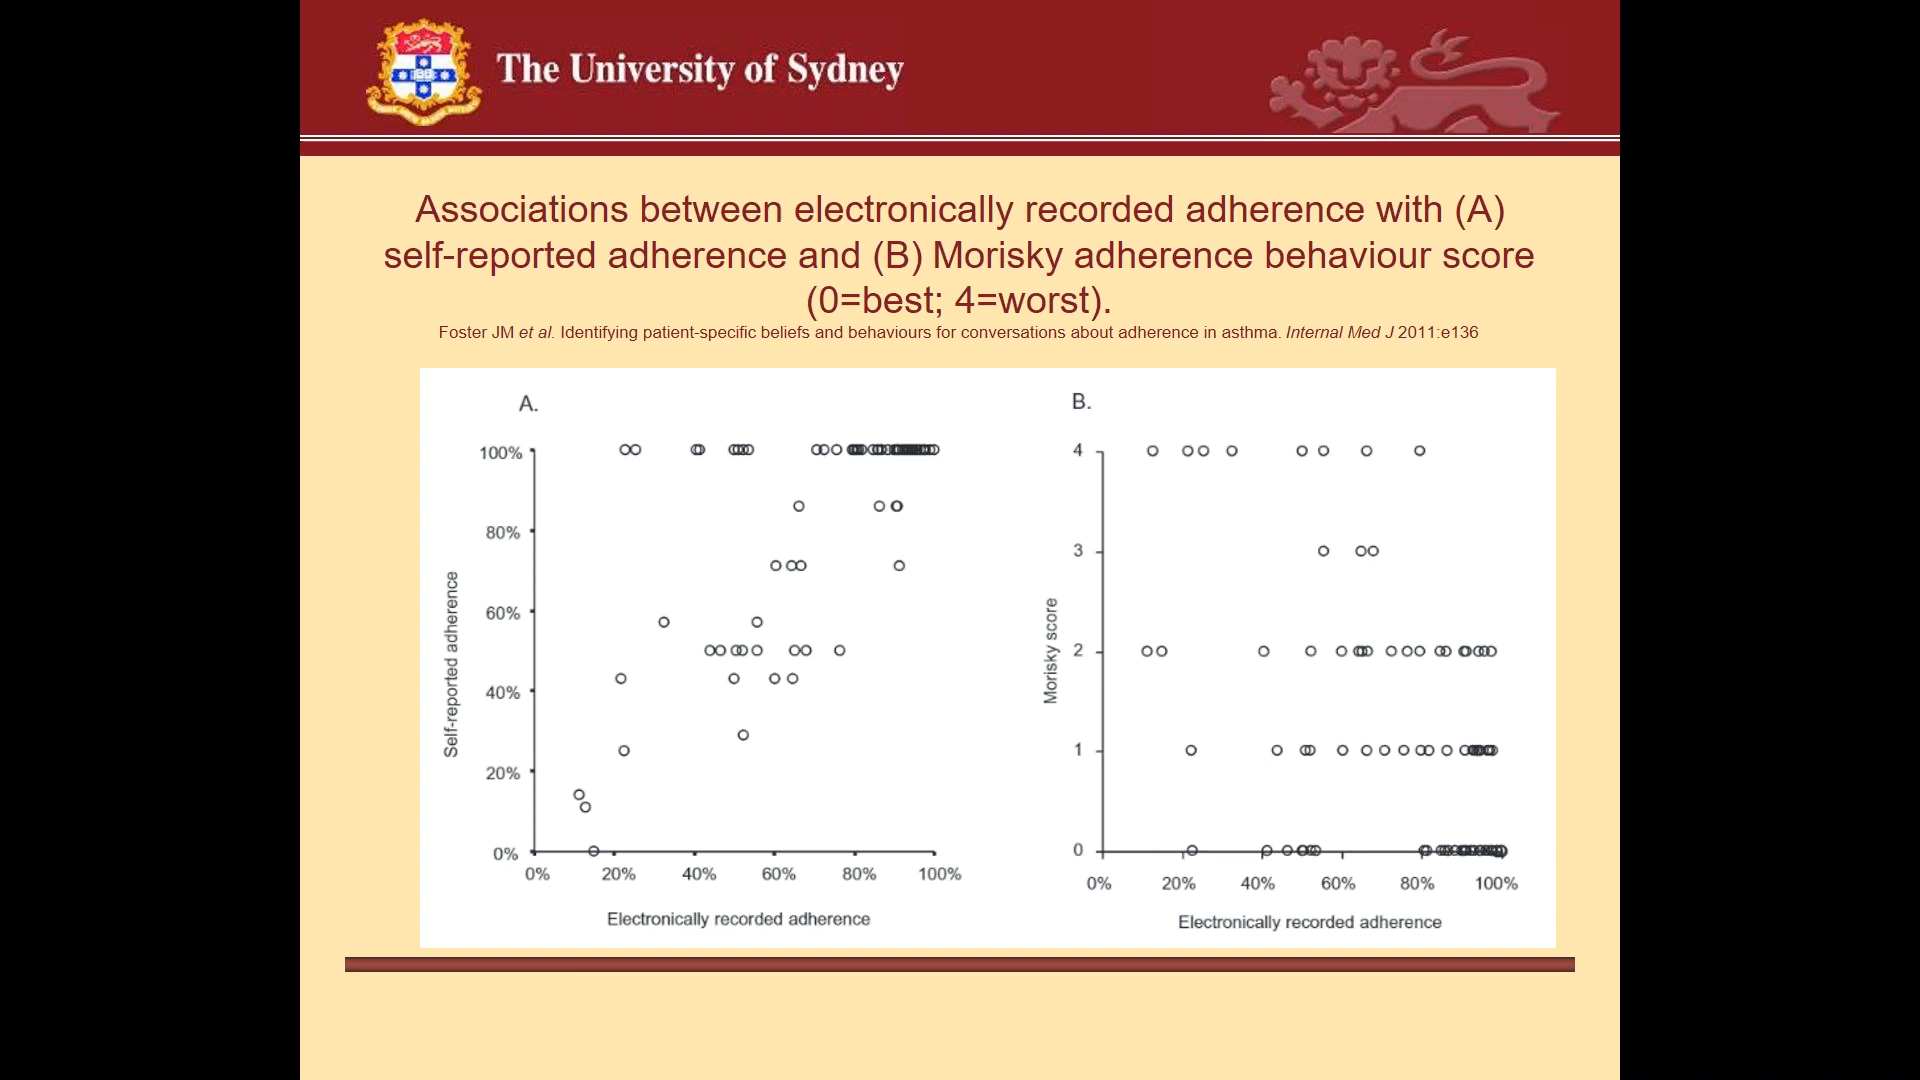 The University of Sydney
Associations between electronically recorded adherence with (A)
self-reported adherence and (B) Morisky adherence behaviour score
(0=best; 4=worst).
Foster JM et al. Identifying patient-specific beliefs and behaviours for conversations about adherence in asthma. Internal Med J 2011:e136
A.
100%
80%
60%
40%
20%
0%
Self-reported adherence
0% 20% 40% 60% 80% 100%
Electronically recorded adherence
B.
4
3
2
1
0
Morisky score
0% 20% 40% 60% 80% 100%
Electronically recorded adherence